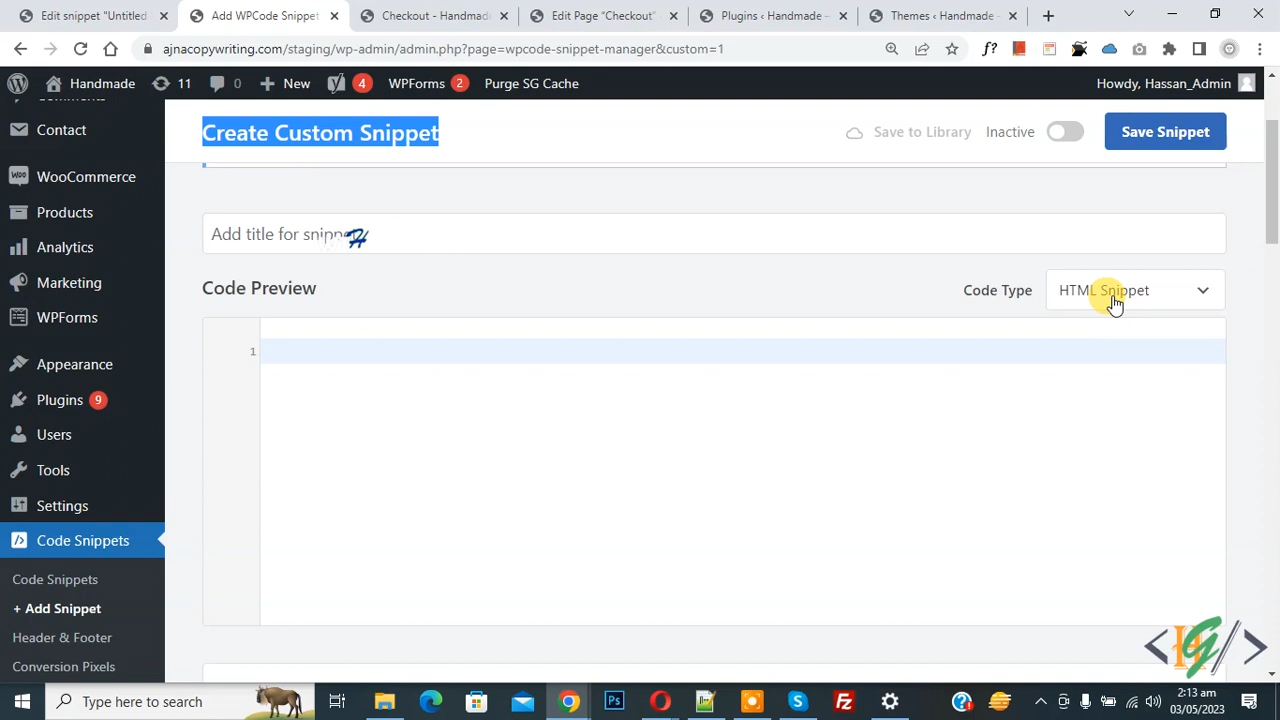 Edit snippet "Untitled
Add WPCode Snippet
Checkout - Handmad
Edit Page "Checkout"
Plugins ‹ Handmade —
Themes ‹ Handmade
ajnacopywriting.com/staging/wp-admin/admin.php?page=wpcode-snippet-manager&custom=1
Handmade 11 0 New 4 WPForms 2 Purge SG Cache Howdy, Hassan_Admin
Contact
WooCommerce
Products
Analytics
Marketing
WPForms
Appearance
Plugins 9
Users
Tools
Settings
Code Snippets
Code Snippets
+ Add Snippet
Header & Footer
Conversion Pixels
Create Custom Snippet
Save to Library Inactive Save Snippet
Add title for snippet
Code Preview
Code Type HTML Snippet
1
Type here to search
2:13 am
03/05/2023